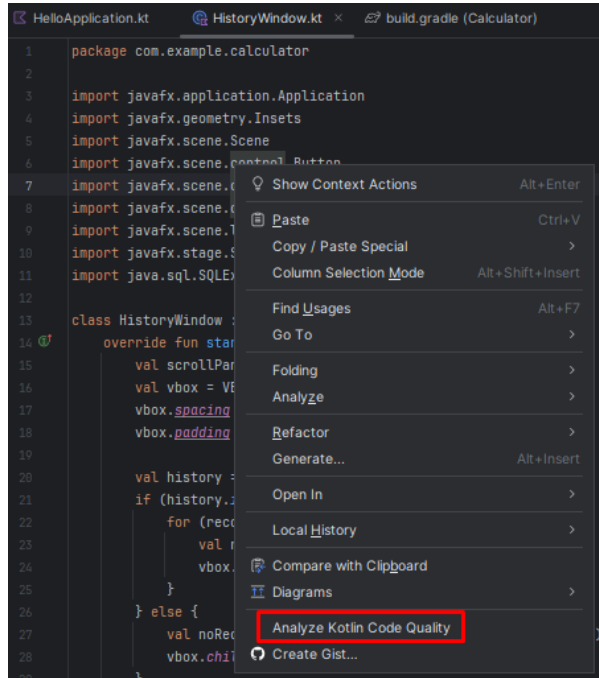 HelloApplication.kt HistoryWindow.kt × build.gradle (Calculator)
1 package com.example.calculator
2
3 import javafx.application.Application
4 import javafx.geometry.Insets
5 import javafx.scene.Scene
6 import javafx.scene.control.Button
7 import javafx.scene.
8 import javafx.scene.
9 import javafx.scene.
10 import javafx.stage.
11 import java.sql.
12
13 class HistoryWindow :
14 override fun
15 val
16 val vbox =
17 vbox.spacing
18 vbox.padding
19
20 val history =
21 if (history.
22 for
23 val
24 vbox.
25 }
26 } else {
27 val
28 vbox.
Show Context Actions Alt+Enter
Paste Ctrl+V
Copy / Paste Special
Column Selection Mode Alt+Shift+Insert
Find Usages Alt+F7
Go To
Folding
Analyze
Refactor
Generate... Alt+Insert
Open In
Local History
Compare with Clipboard
Diagrams
Analyze Kotlin Code Quality
Create Gist...